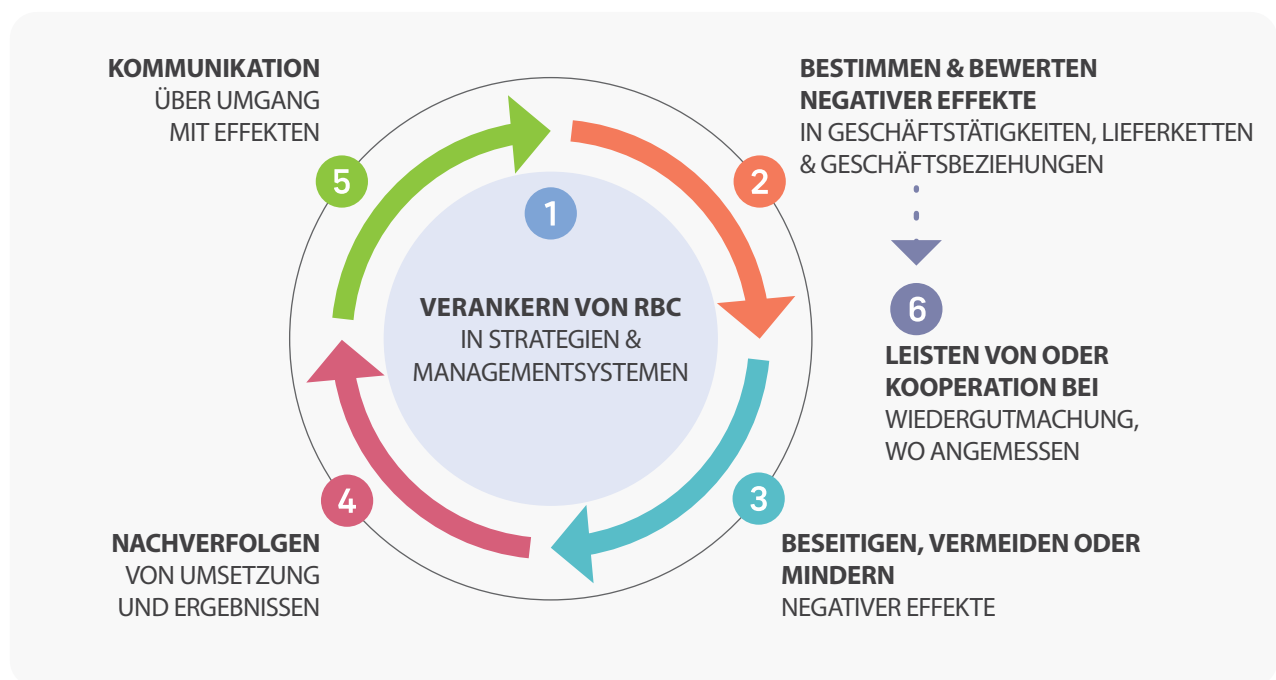 1
VERANKERN VON RBC
IN STRATEGIEN &
MANAGEMENTSYSTEMEN
2
BESTIMMEN & BEWERTEN
NEGATIVER EFFEKTE
IN GESCHÄFTSTÄTIGKEITEN, LIEFERKETTEN
& GESCHÄFTSBEZIEHUNGEN
3
BESEITIGEN, VERMEIDEN ODER
MINDERN
NEGATIVER EFFEKTE
4
NACHVERFOLGEN
VON UMSETZUNG
UND ERGEBNISSEN
5
KOMMUNIKATION
ÜBER UMGANG
MIT EFFEKTEN
6
LEISTEN VON ODER
KOOPERATION BEI
WIEDERGUTMACHUNG,
WO ANGEMESSEN